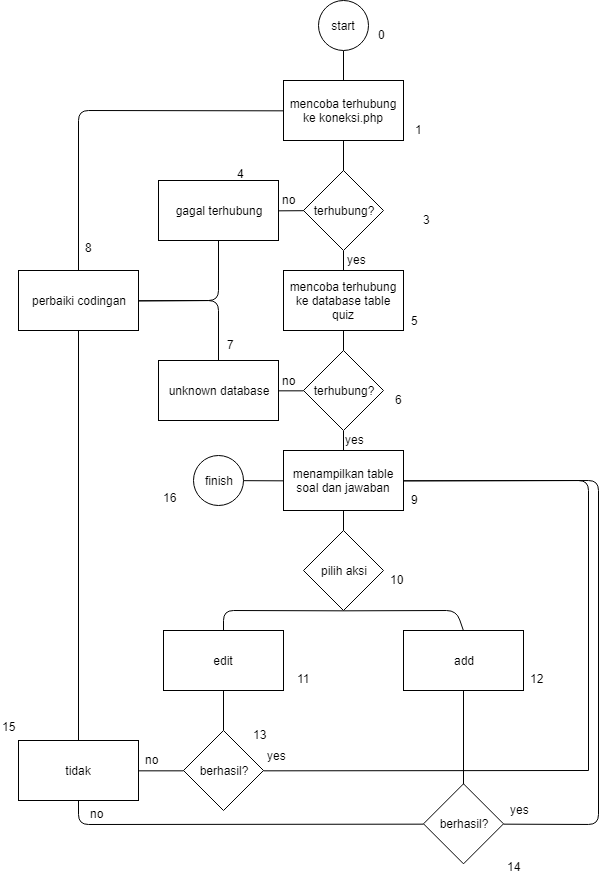 start
0
mencoba terhubung
ke koneksi.php
1
4
gagal terhubung
no
terhubung?
3
8
yes
perbaiki codingan
mencoba terhubung
ke database table
quiz
5
7
unknown database
no
terhubung?
6
yes
finish
16
menampilkan table
soal dan jawaban
9
pilih aksi
10
edit
11
add
12
15
13
tidak
no
berhasil?
yes
no
berhasil?
yes
14